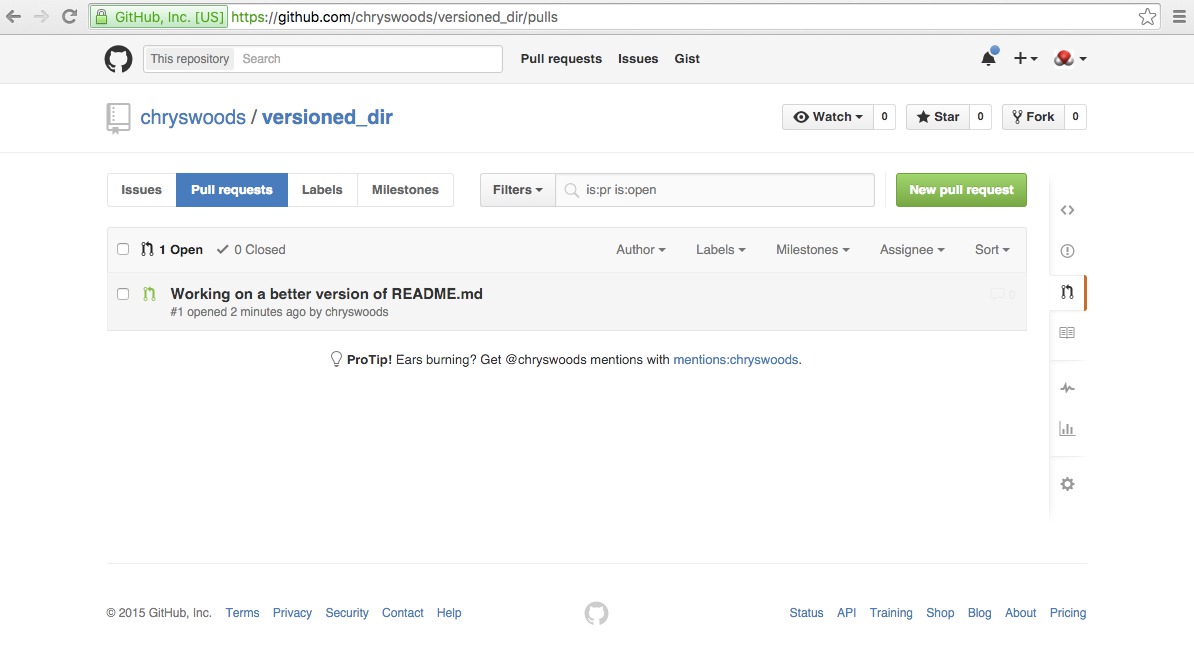 GitHub, Inc. [US] https://github.com/chryswoods/versioned_dir/pulls
This repository Search Pull requests Issues Gist
chryswoods / versioned_dir Watch 0 Star 0 Fork 0
Issues Pull requests Labels Milestones Filters is:pr is:open New pull request
1 Open 0 Closed Author Labels Milestones Assignee Sort
Working on a better version of README.md 0
#1 opened 2 minutes ago by chryswoods
ProTip! Ears burning? Get @chryswoods mentions with mentions:chryswoods.
© 2015 GitHub, Inc. Terms Privacy Security Contact Help Status API Training Shop Blog About Pricing